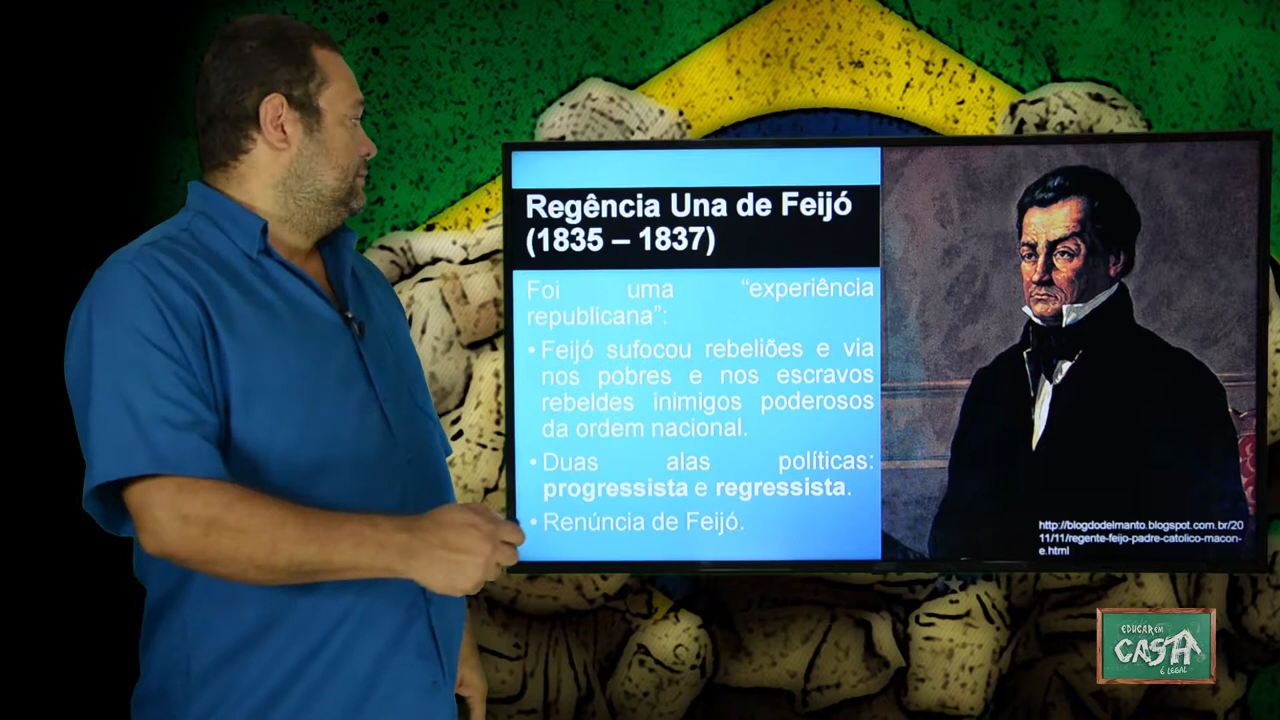 Regência Una de Feijó
(1835 – 1837)
Foi uma “experiência
republicana”:
• Feijó sufocou rebeliões e via
nos pobres e nos escravos
rebeldes inimigos poderosos
da ordem nacional.
• Duas alas políticas:
progressista e regressista.
• Renúncia de Feijó.
http://blogdodelmanto.blogspot.com.br/20
11/11/regente-feijo-padre-catolico-macon-
e.html
EDUCAR EM
CASA
É LEGAL